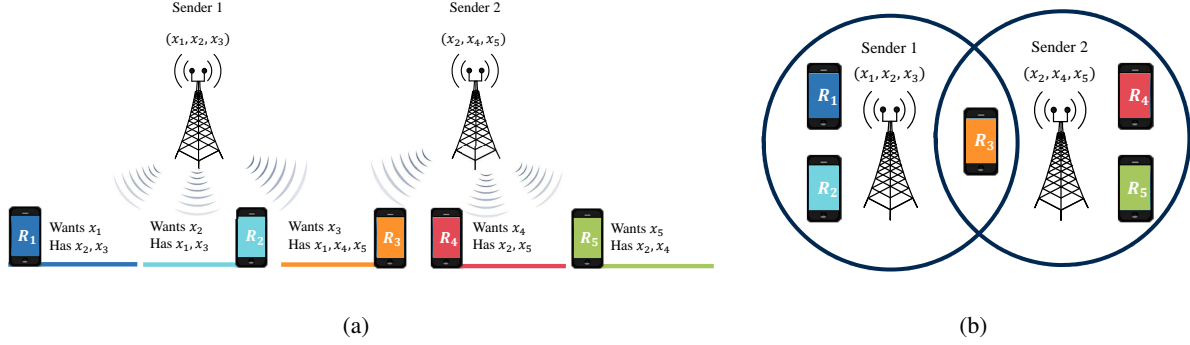 Sender 1
(x₁, x₂, x₃)
Sender 2
(x₂, x₄, x₅)
R₁
Wants x₁
Has x₂, x₃
Wants x₂
Has x₁, x₃
R₂
Wants x₃
Has x₁, x₄, x₅
R₃
R₄
Wants x₄
Has x₂, x₅
R₅
Wants x₅
Has x₂, x₄
(a)
Sender 1
(x₁, x₂, x₃)
Sender 2
(x₂, x₄, x₅)
R₁
R₂
R₃
R₄
R₅
(b)